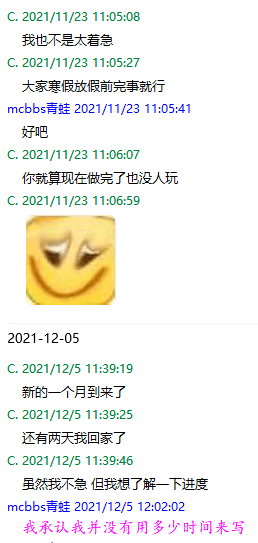 C. 2021/11/23 11:05:08
我也不是太着急
C. 2021/11/23 11:05:27
大家寒假放假前完事就行
mcbbs青蛙 2021/11/23 11:05:41
好吧
C. 2021/11/23 11:06:07
你就算现在做完了也没人玩
C. 2021/11/23 11:06:59
2021-12-05
C. 2021/12/5 11:39:19
新的一个月到来了
C. 2021/12/5 11:39:25
还有两天我回家了
C. 2021/12/5 11:39:46
虽然我不急 但我想了解一下进度
mcbbs青蛙 2021/12/5 12:02:02
我承认我并没有用多少时间来写